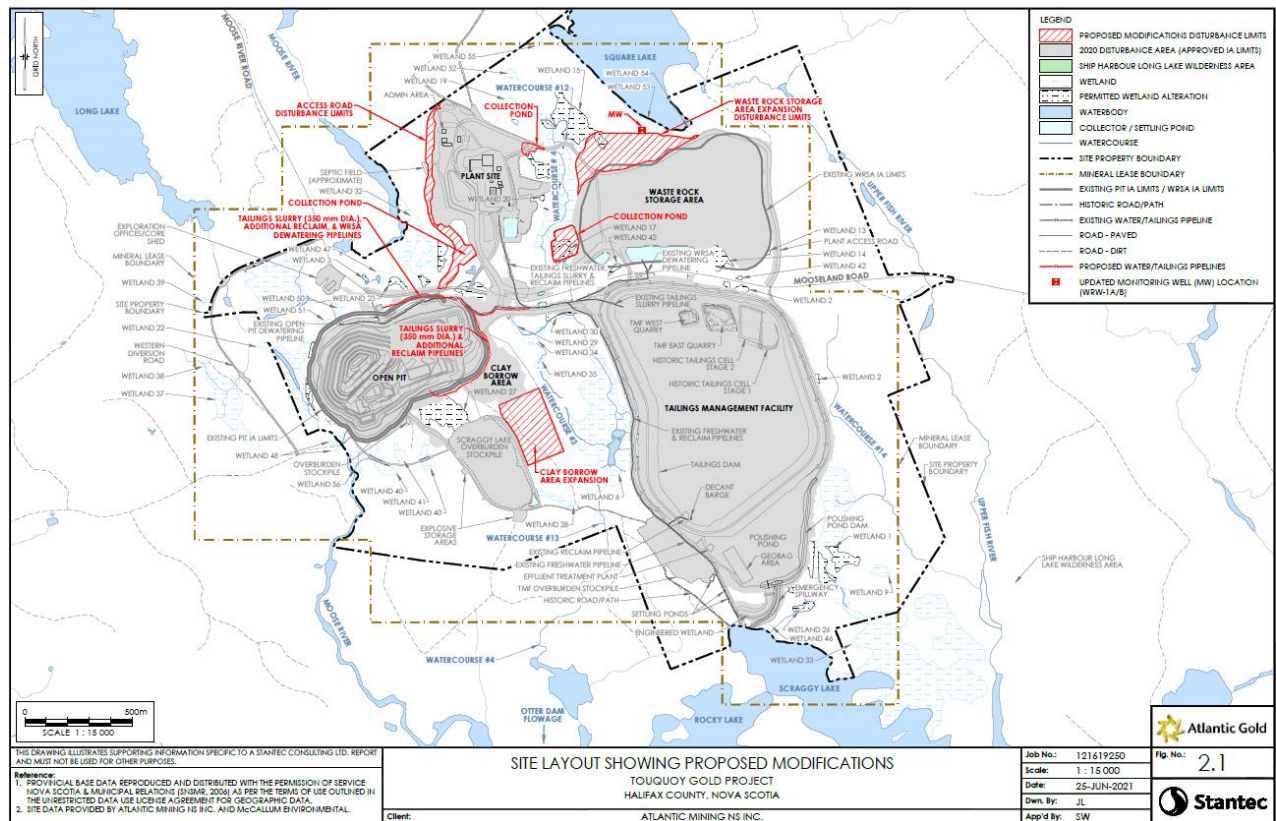 GRID NORTH
LONG LAKE
MOOSE RIVER ROAD
MOOSE RIVER
WETLAND 55
WETLAND 52
WETLAND 19
ADMIN AREA
WATERCOURSE #12
WETLAND 15
SQUARE LAKE
WETLAND 54
WETLAND 53
ACCESS ROAD
DISTURBANCE LIMITS
COLLECTION
POND
MW
WASTE ROCK STORAGE
AREA EXPANSION
DISTURBANCE LIMITS
SEPTIC FIELD
(APPROXIMATE)
WETLAND 32
PLANT SITE
WETLAND 20
WATERCOURSE # 4
WASTE ROCK
STORAGE AREA
EXISTING WRSA IA LIMITS
UPPER FISH RIVER
COLLECTION POND
TAILINGS SLURRY (350 mm DIA.),
ADDITIONAL RECLAIM, & WRSA
DEWATERING PIPELINES
COLLECTION POND
WETLAND 17
WETLAND 42
EXPLORATION
OFFICES/CORE
SHED
MINERAL LEASE
BOUNDARY
WETLAND 47
WETLAND 3
WETLAND 39
SITE PROPERTY
BOUNDARY
WETLAND 22
WESTERN
DIVERSION
ROAD
WETLAND 38
WETLAND 37
WETLAND 50
WETLAND 23
WETLAND 51
EXISTING OPEN
PIT DEWATERING
PIPELINE
EXISTING FRESHWATER
TAILINGS SLURRY &
RECLAIM PIPELINES
EXISTING WRSA
DEWATERING
PIPELINE
WETLAND 13
PLANT ACCESS ROAD
WETLAND 14
WETLAND 42
MOOSELAND ROAD
WETLAND 2
EXISTING TAILINGS
SLURRY PIPELINE
TAILINGS SLURRY
(350 mm DIA.) &
ADDITIONAL
RECLAIM PIPELINES
OPEN PIT
CLAY
BORROW
AREA
WETLAND 27
WETLAND 30
WETLAND 29
WETLAND 34
WETLAND 35
WATERCOURSE #3
TMF WEST
QUARRY
TMF EAST QUARRY
HISTORIC TAILINGS CELL
STAGE 2
HISTORIC TAILINGS CELL
STAGE 1
WETLAND 2
TAILINGS MANAGEMENT FACILITY
EXISTING FRESHWATER
& RECLAIM PIPELINES
TAILINGS DAM
DECANT
BARGE
WATERCOURSE #14
MINERAL LEASE
BOUNDARY
SITE PROPERTY
BOUNDARY
UPPER FISH RIVER
EXISTING PIT IA LIMITS
WETLAND 48
OVERBURDEN
STOCKPILE
WETLAND 56
SCRAGGY LAKE
OVERBURDEN
STOCKPILE
CLAY BORROW
AREA EXPANSION
WETLAND 40
WETLAND 41
WETLAND 40
EXPLOSIVE
STORAGE
AREAS
WETLAND 6
WETLAND 28
WATERCOURSE #13
EXISTING RECLAIM PIPELINE
EXISTING FRESHWATER PIPELINE
EFFLUENT TREATMENT PLANT
TMF OVERBURDEN STOCKPILE
HISTORIC ROAD/PATH
SETTLING PONDS
ENGINEERED WETLAND
POLISHING
POND
GEOBAG
AREA
POLISHING
POND DAM
WETLAND 1
EMERGENCY
SPILLWAY
WETLAND 9
WETLAND 26
WETLAND 46
WETLAND 33
SHIP HARBOUR LONG
LAKE WILDERNESS AREA
MOOSE RIVER
WATERCOURSE #4
OTTER DAM
FLOWAGE
ROCKY LAKE
SCRAGGY LAKE
LEGEND
PROPOSED MODIFICATIONS DISTURBANCE LIMITS
2020 DISTURBANCE AREA (APPROVED IA LIMITS)
SHIP HARBOUR LONG LAKE WILDERNESS AREA
WETLAND
PERMITTED WETLAND ALTERATION
WATERBODY
COLLECTOR / SETTLING POND
WATERCOURSE
SITE PROPERTY BOUNDARY
MINERAL LEASE BOUNDARY
EXISTING PIT IA LIMITS / WRSA IA LIMITS
HISTORIC ROAD/PATH
EXISTING WATER/TAILINGS PIPELINE
ROAD - PAVED
ROAD - DIRT
PROPOSED WATER/TAILINGS PIPELINES
UPDATED MONITORING WELL (MW) LOCATION
(WRW-1A/B)
0 500m
SCALE 1 : 15 000
THIS DRAWING ILLUSTRATES SUPPORTING INFORMATION SPECIFIC TO A STANTEC CONSULTING LTD. REPORT
AND MUST NOT BE USED FOR OTHER PURPOSES.
Reference:
1. PROVINCIAL BASE DATA REPRODUCED AND DISTRIBUTED WITH THE PERMISSION OF SERVICE
NOVA SCOTIA & MUNICIPAL RELATIONS (SNSMR, 2006) AS PER THE TERMS OF USE OUTLINED IN
THE UNRESTRICTED DATA USE LICENSE AGREEMENT FOR GEOGRAPHIC DATA.
2. SITE DATA PROVIDED BY ATLANTIC MINING NS INC. AND McCALLUM ENVIRONMENTAL.
SITE LAYOUT SHOWING PROPOSED MODIFICATIONS
TOUQUOY GOLD PROJECT
HALIFAX COUNTY, NOVA SCOTIA
Client: ATLANTIC MINING NS INC.
Job No.: 121619250
Scale: 1 : 15 000
Date: 25-JUN-2021
Dwn. By: JL
App'd By: SW
Atlantic Gold
Fig. No.: 2.1
Stantec